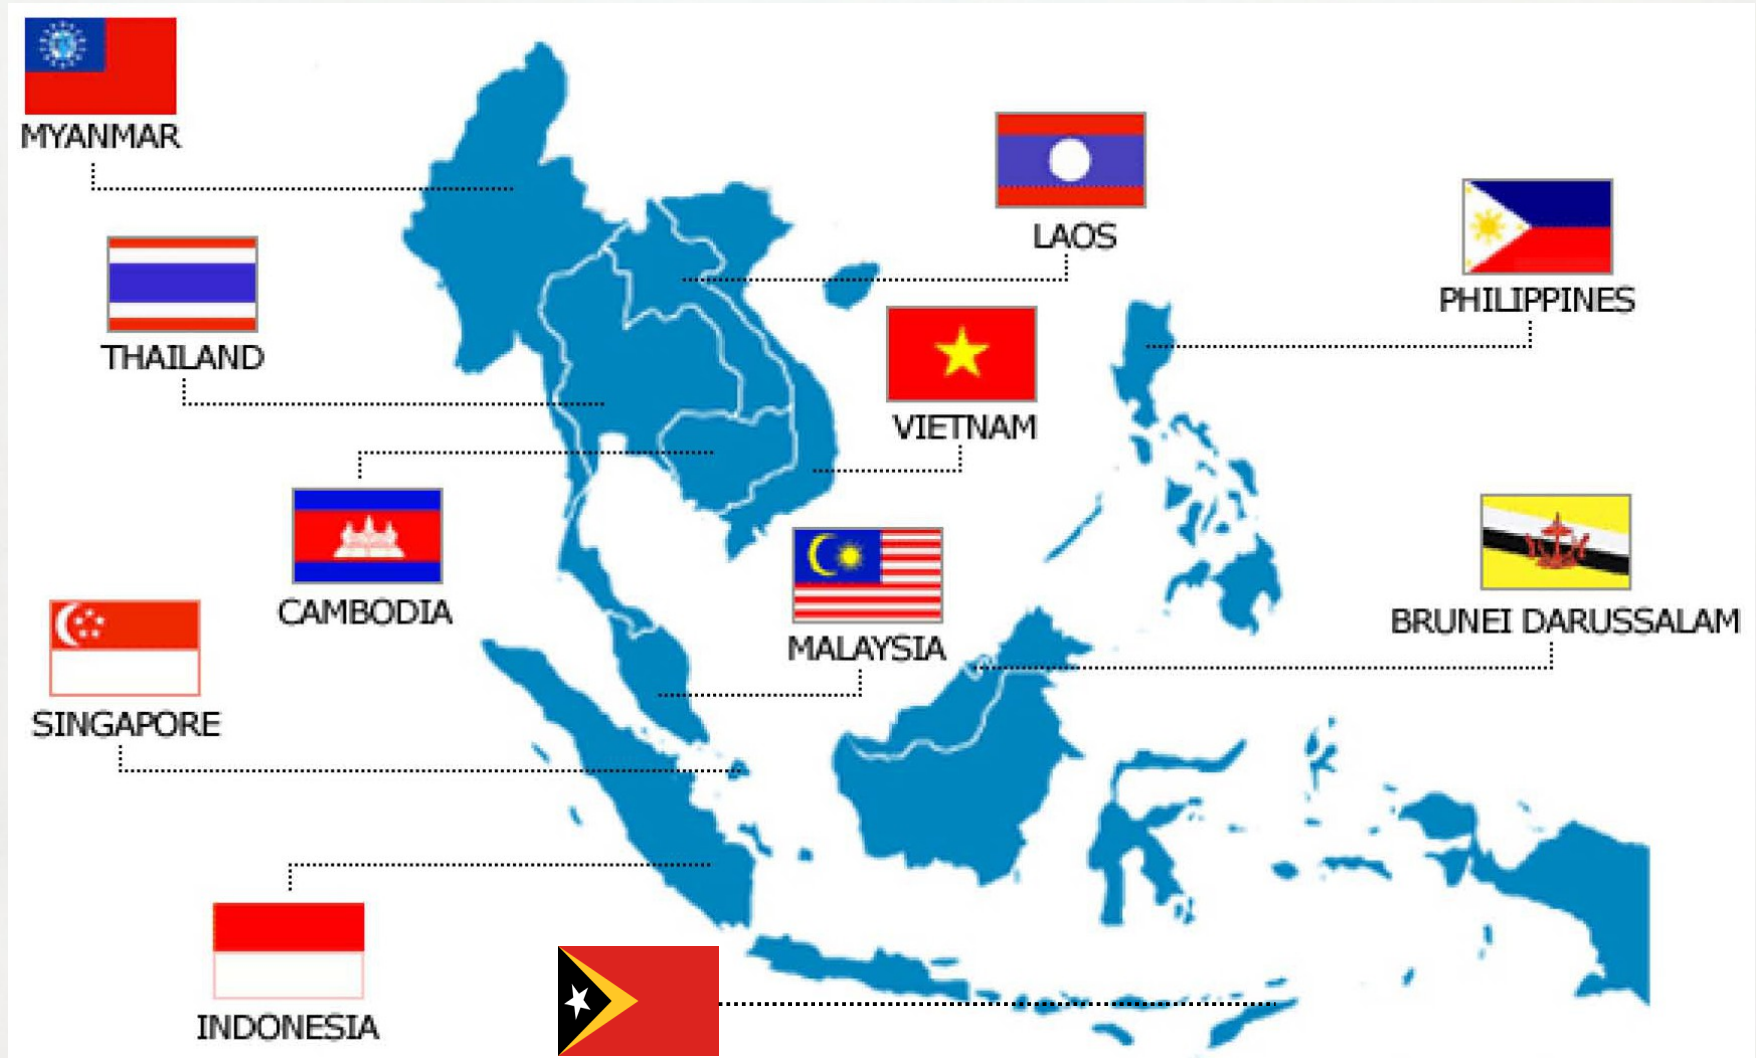 MYANMAR
LAOS
PHILIPPINES
THAILAND
VIETNAM
CAMBODIA
BRUNEI DARUSSALAM
MALAYSIA
SINGAPORE
INDONESIA